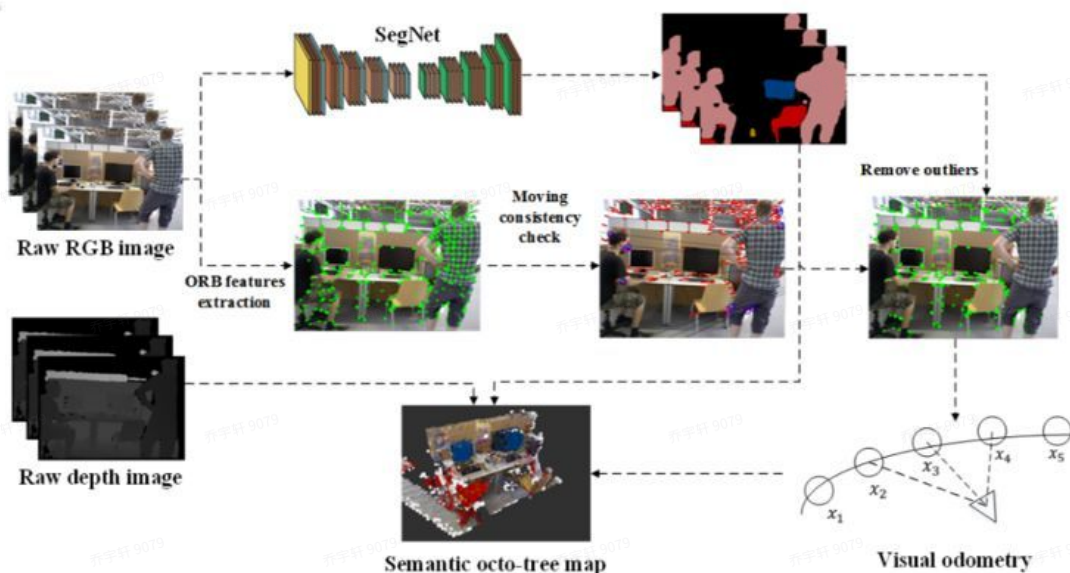 SegNet
Remove outliers
Moving
consistency
check
Raw RGB image
ORB features
extraction
Raw depth image
x₁
x₂
x₃
x₄
x₅
Semantic octo-tree map
Visual odometry